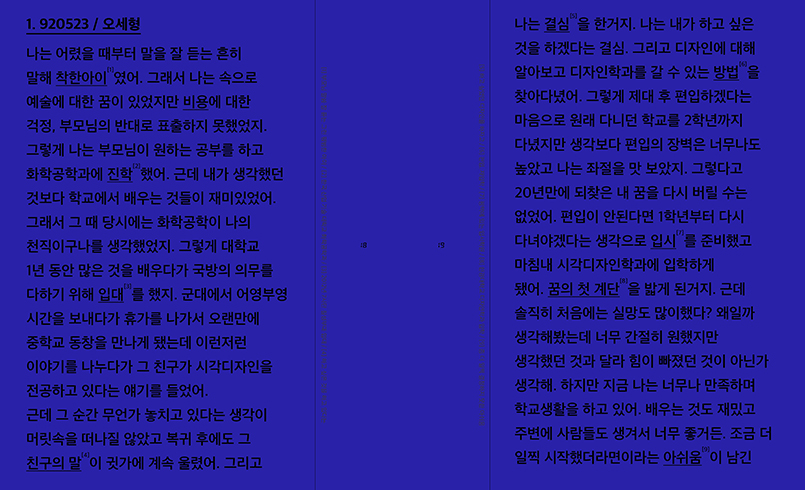 1. 920523 / 오세형
나는 어렸을 때부터 말을 잘 듣는 흔히
말해 착한아이[1]였어. 그래서 나는 속으로
예술에 대한 꿈이 있었지만 비용에 대한
걱정, 부모님의 반대로 표출하지 못했었지.
그렇게 나는 부모님이 원하는 공부를 하고
화학공학과에 진학[2]했어. 근데 내가 생각했던
것보다 학교에서 배우는 것들이 재미있었어.
그래서 그 때 당시에는 화학공학이 나의
천직이구나를 생각했었지. 그렇게 대학교
1년 동안 많은 것을 배우다가 국방의 의무를
다하기 위해 입대[3]를 했지. 군대에서 어영부영
시간을 보내다가 휴가를 나가서 오랜만에
중학교 동창을 만나게 됐는데 이런저런
이야기를 나누다가 그 친구가 시각디자인을
전공하고 있다는 얘기를 들었어.
근데 그 순간 무언가 놓치고 있다는 생각이
머릿속을 떠나질 않았고 복귀 후에도 그
친구의 말[4]이 귓가에 계속 울렸어. 그리고
나는 결심[5]을 한거지. 나는 내가 하고 싶은
것을 하겠다는 결심. 그리고 디자인에 대해
알아보고 디자인학과를 갈 수 있는 방법[6]을
찾아다녔어. 그렇게 제대 후 편입하겠다는
마음으로 원래 다니던 학교를 2학년까지
다녔지만 생각보다 편입의 장벽은 너무나도
높았고 나는 좌절을 맛 보았지. 그렇다고
20년만에 되찾은 내 꿈을 다시 버릴 수는
없었어. 편입이 안된다면 1학년부터 다시
다녀야겠다는 생각으로 입시[7]를 준비했고
마침내 시각디자인학과에 입학하게
됐어. 꿈의 첫 계단[8]을 밟게 된거지. 근데
솔직히 처음에는 실망도 많이했다? 왜일까
생각해봤는데 너무 간절히 원했지만
생각했던 것과 달라 힘이 빠졌던 것이 아닌가
생각해. 하지만 지금 나는 너무나 만족하며
학교생활을 하고 있어. 배우는 것도 재밌고
주변에 사람들도 생겨서 너무 좋거든. 조금 더
일찍 시작했더라면이라는 아쉬움[9]이 남긴